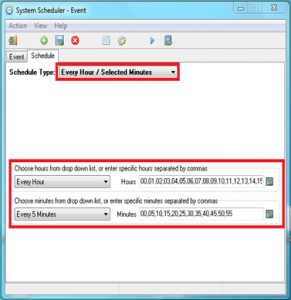 System Scheduler - Event
Action View Help
Event Schedule
Schedule Type: Every Hour / Selected Minutes
Choose hours from drop down list, or enter specific hours separated by commas
Every Hour Hours 00,01,02,03,04,05,06,07,08,09,10,11,12,13,14,15
Choose minutes from drop down list, or enter specific minutes separated by commas
Every 5 Minutes Minutes 00,05,10,15,20,25,30,35,40,45,50,55